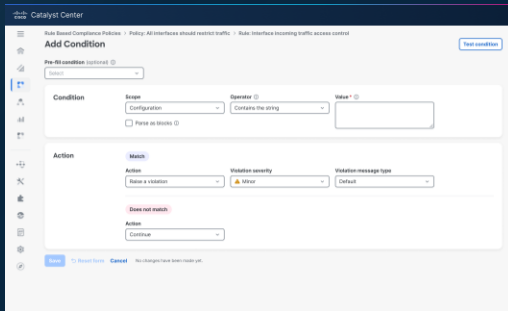 CISCO Catalyst Center
Rule Based Compliance Policies > Policy: All interfaces should restrict traffic > Rule: Interface incoming traffic access control
Add Condition
Test condition
Pre-fill condition (optional)
Select
Condition
Scope
Operator
Value *
Configuration
Contains the string
Parse as blocks
Action
Match
Action
Violation severity
Violation message type
Raise a violation
Minor
Default
Does not match
Action
Continue
Save Reset form Cancel No changes have been made yet.